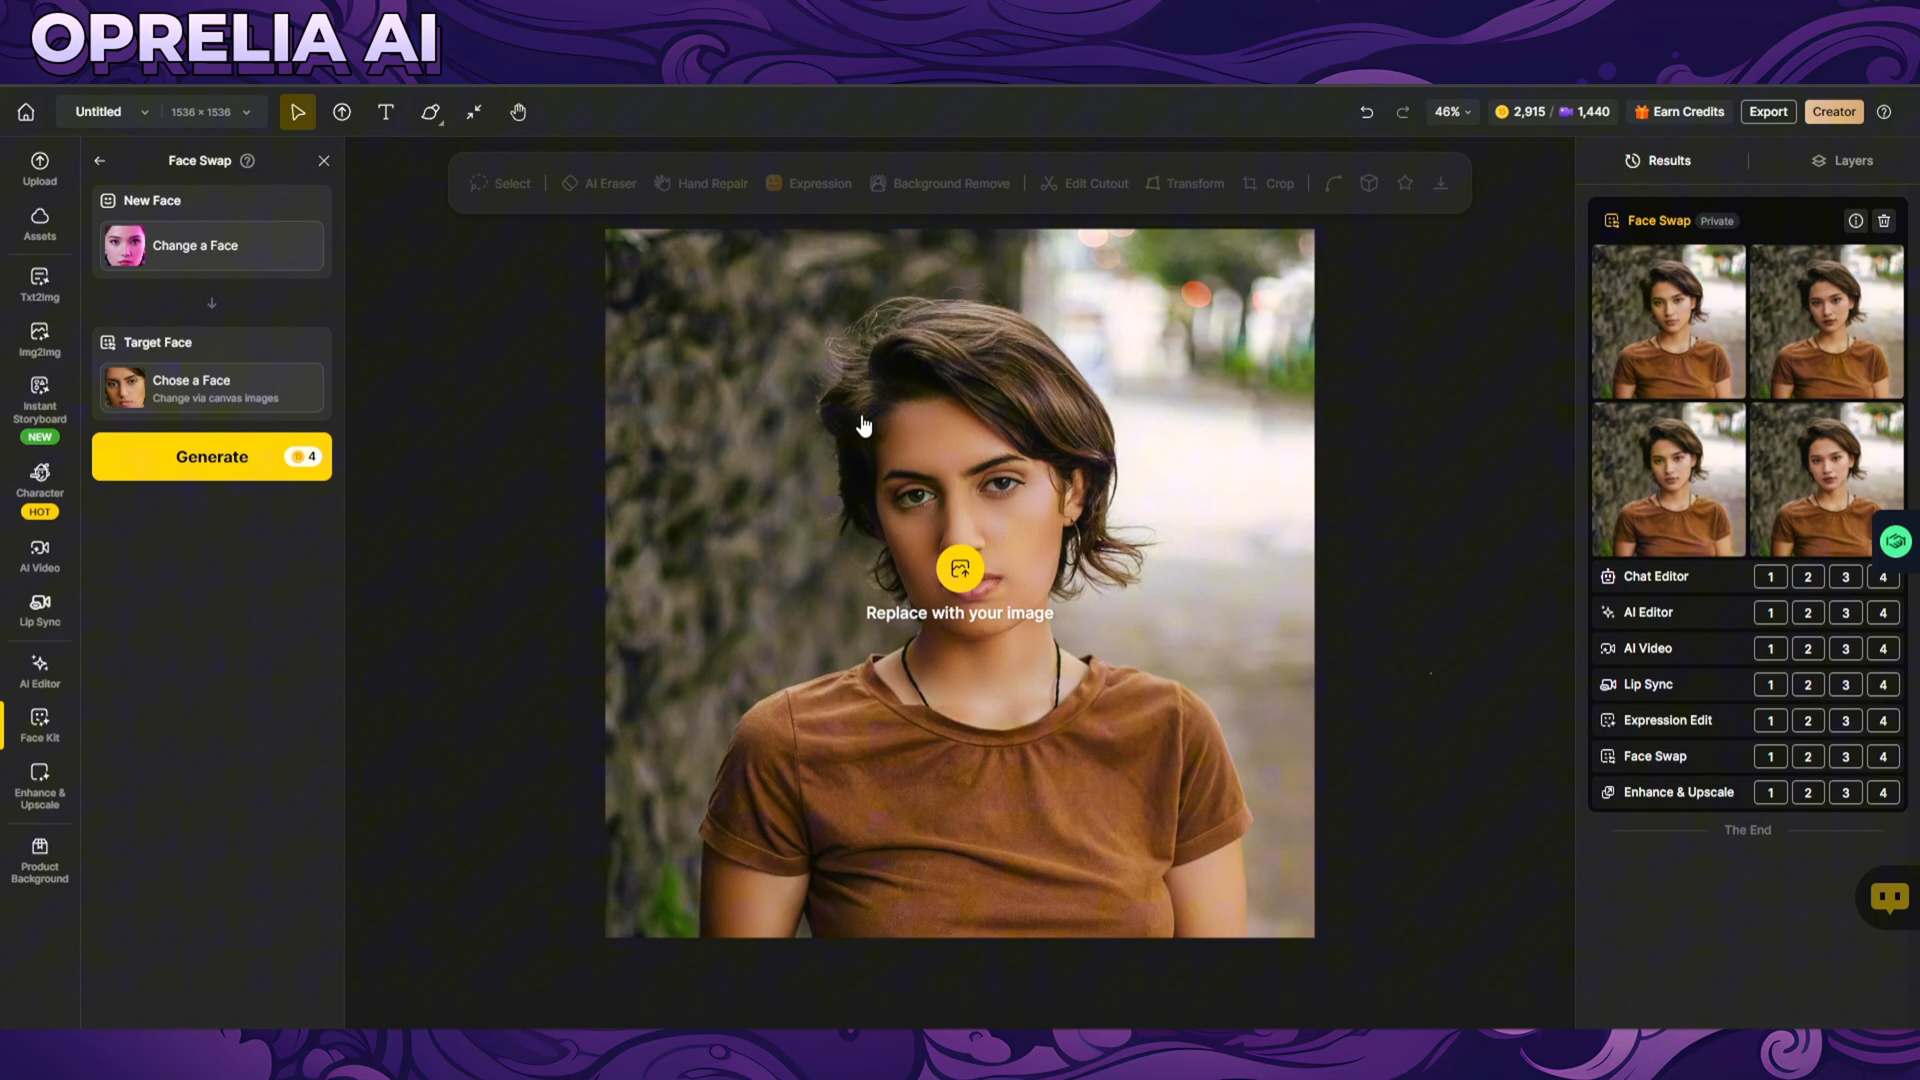 OPRELIA AI
Untitled
1536 × 1536
T
46%
2,915 / 1,440
Earn Credits
Export
Creator
Upload
Assets
Txt2Img
Img2Img
Instant
Storyboard
NEW
Character
HOT
AI Video
Lip Sync
AI Editor
Face Kit
Enhance &
Upscale
Product
Background
Face Swap
New Face
Change a Face
Target Face
Chose a Face
Change via canvas images
Generate
4
Select
AI Eraser
Hand Repair
Expression
Background Remove
Edit Cutout
Transform
Crop
Replace with your image
Results
Layers
Face Swap Private
Chat Editor 1 2 3 4
AI Editor 1 2 3 4
AI Video 1 2 3 4
Lip Sync 1 2 3 4
Expression Edit 1 2 3 4
Face Swap 1 2 3 4
Enhance & Upscale 1 2 3 4
The End